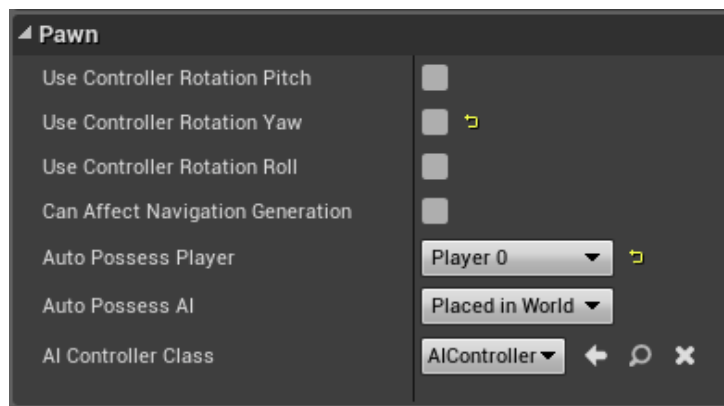 Pawn
Use Controller Rotation Pitch
Use Controller Rotation Yaw
Use Controller Rotation Roll
Can Affect Navigation Generation
Auto Possess Player Player 0
Auto Possess AI Placed in World
AI Controller Class AIController